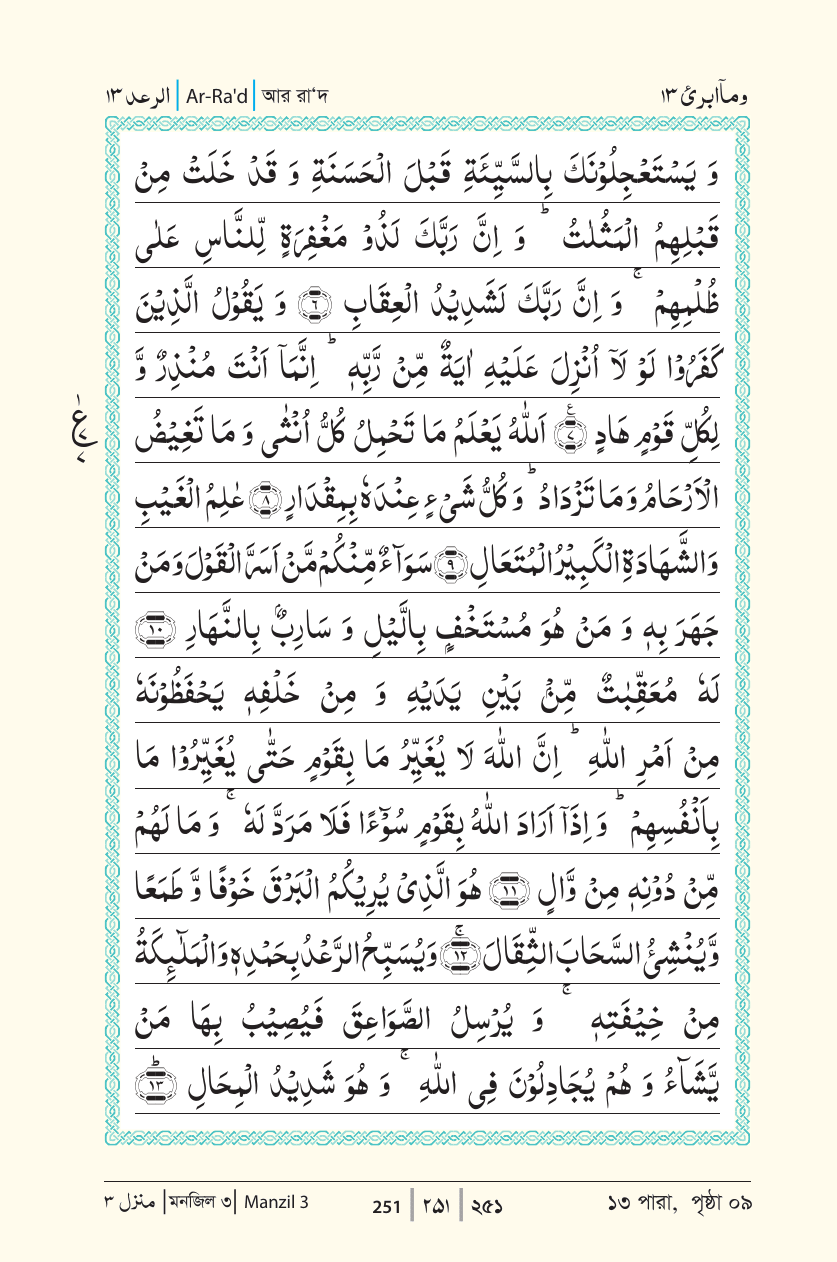 الرعد ١٣ | Ar-Ra'd | আর রা‘দ
ومآابرئ ١٣
وَ يَسْتَعْجِلُوْنَكَ بِالسَّيِّئَةِ قَبْلَ الْحَسَنَةِ وَ قَدْ خَلَتْ مِنْ
قَبْلِهِمُ الْمَثُلٰتُ ؕ وَ اِنَّ رَبَّكَ لَذُوْ مَغْفِرَةٍ لِّلنَّاسِ عَلٰى
ظُلْمِهِمْ ۚ وَ اِنَّ رَبَّكَ لَشَدِيْدُ الْعِقَابِ ﴿٦﴾ وَ يَقُوْلُ الَّذِيْنَ
كَفَرُوْا لَوْ لَاۤ اُنْزِلَ عَلَيْهِ اٰيَةٌ مِّنْ رَّبِّهٖ ؕ اِنَّمَاۤ اَنْتَ مُنْذِرٌ وَّ
لِكُلِّ قَوْمٍ هَادٍ ﴿٧﴾ اَللّٰهُ يَعْلَمُ مَا تَحْمِلُ كُلُّ اُنْثٰى وَ مَا تَغِيْضُ
ع
٧
الْاَرْحَامُ وَ مَا تَزْدَادُ ؕ وَ كُلُّ شَيْءٍ عِنْدَهٗ بِمِقْدَارٍ ﴿٨﴾ عٰلِمُ الْغَيْبِ
وَ الشَّهَادَةِ الْكَبِيْرُ الْمُتَعَالِ ﴿٩﴾ سَوَآءٌ مِّنْكُمْ مَّنْ اَسَرَّ الْقَوْلَ وَ مَنْ
جَهَرَ بِهٖ وَ مَنْ هُوَ مُسْتَخْفٍۭ بِالَّيْلِ وَ سَارِبٌۢ بِالنَّهَارِ ﴿١٠﴾
لَهٗ مُعَقِّبٰتٌ مِّنْۢ بَيْنِ يَدَيْهِ وَ مِنْ خَلْفِهٖ يَحْفَظُوْنَهٗ
مِنْ اَمْرِ اللّٰهِ ؕ اِنَّ اللّٰهَ لَا يُغَيِّرُ مَا بِقَوْمٍ حَتّٰى يُغَيِّرُوْا مَا
بِاَنْفُسِهِمْ ؕ وَ اِذَاۤ اَرَادَ اللّٰهُ بِقَوْمٍ سُوْٓءًا فَلَا مَرَدَّ لَهٗ ۚ وَ مَا لَهُمْ
مِّنْ دُوْنِهٖ مِنْ وَّالٍ ﴿١١﴾ هُوَ الَّذِيْ يُرِيْكُمُ الْبَرْقَ خَوْفًا وَّ طَمَعًا
وَّ يُنْشِئُ السَّحَابَ الثِّقَالَ ﴿١٢﴾ۚ وَ يُسَبِّحُ الرَّعْدُ بِحَمْدِهٖ وَ الْمَلٰٓئِكَةُ
مِنْ خِيْفَتِهٖ ۚ وَ يُرْسِلُ الصَّوَاعِقَ فَيُصِيْبُ بِهَا مَنْ
يَّشَآءُ وَ هُمْ يُجَادِلُوْنَ فِى اللّٰهِ ۚ وَ هُوَ شَدِيْدُ الْمِحَالِ ﴿١٣﴾ؕ
منزل ٣ | মনজিল ৩ | Manzil 3
251 | ٢٥١ | ২৫১
১৩ পারা, পৃষ্ঠা ০৯